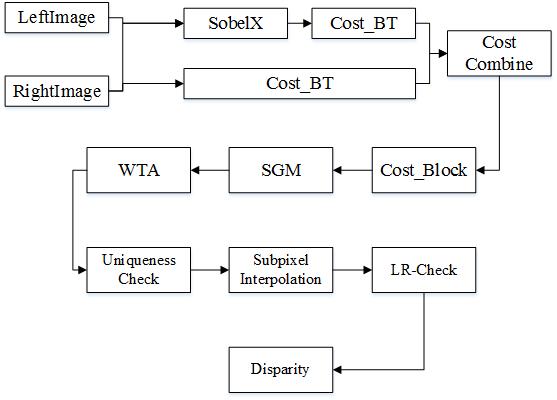 LeftImage
SobelX
Cost_BT
RightImage
Cost_BT
Cost
Combine
WTA
SGM
Cost_Block
Uniqueness
Check
Subpixel
Interpolation
LR-Check
Disparity